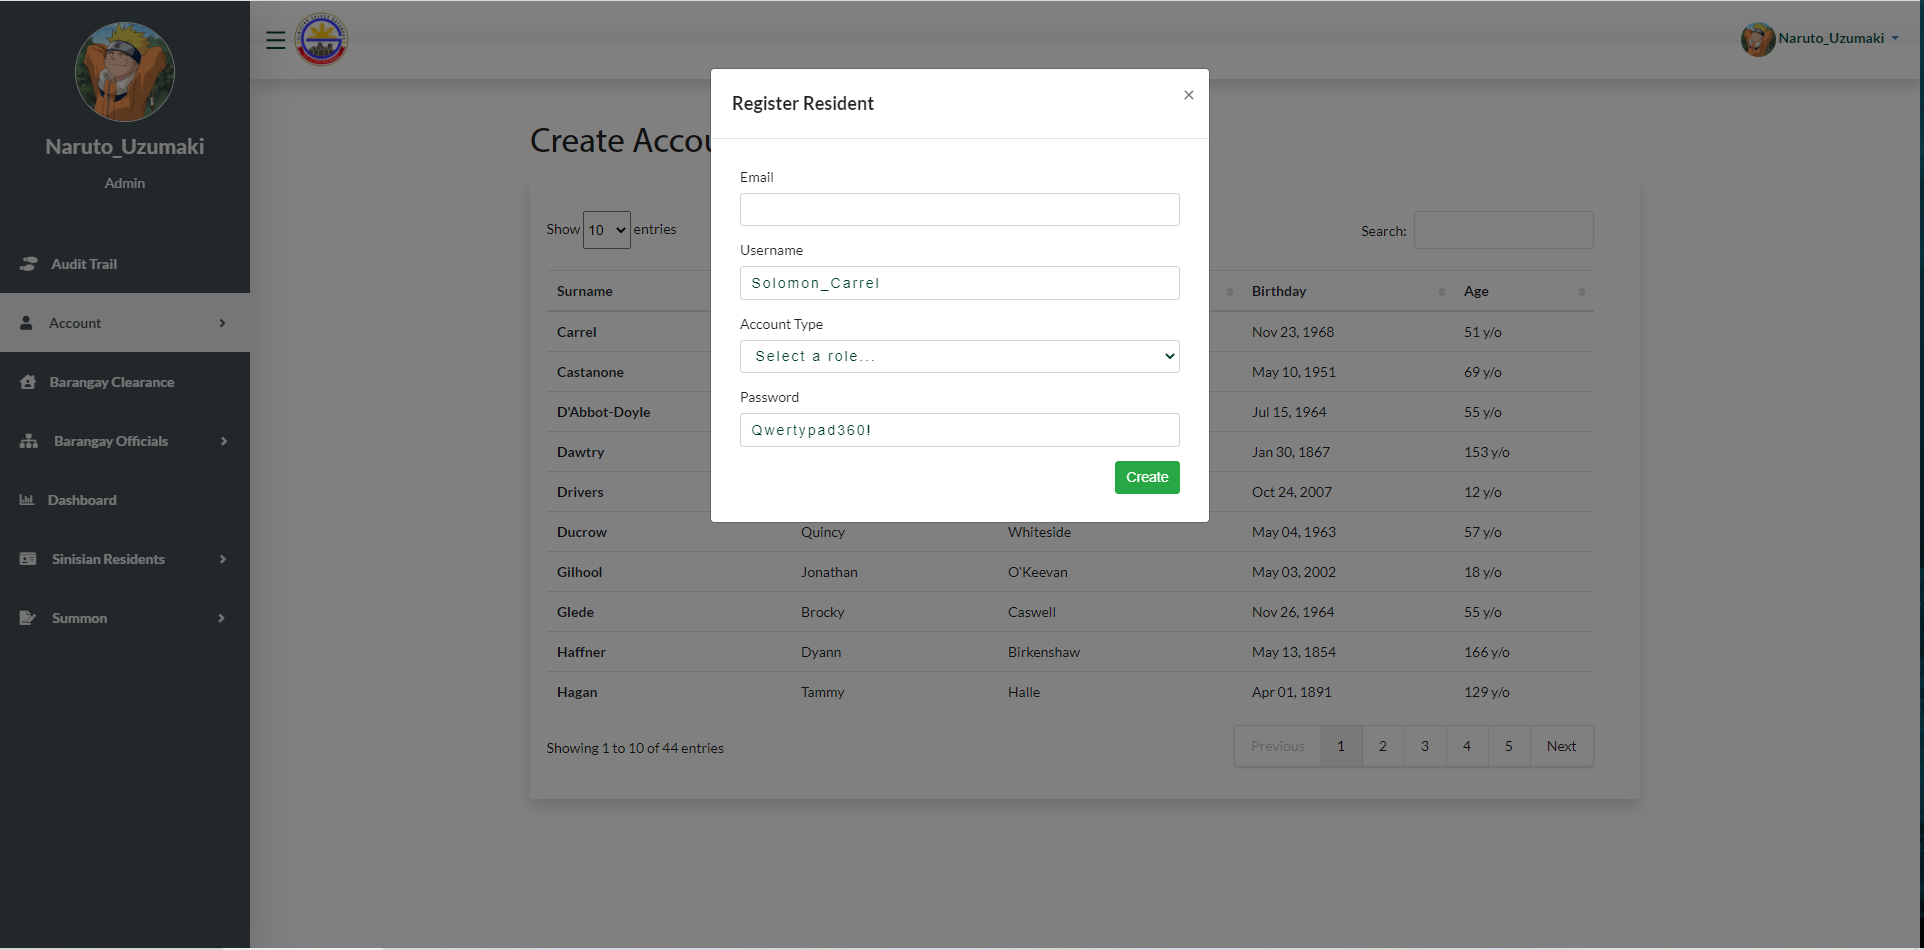 Naruto_Uzumaki
Admin
Audit Trail
Account
Barangay Clearance
Barangay Officials
Dashboard
Sinisian Residents
Summon
Naruto_Uzumaki
Create Accou
Show 10 entries
Search:
Surname Birthday Age
Carrel Nov 23, 1968 51 y/o
Castanone May 10, 1951 69 y/o
D'Abbot-Doyle Jul 15, 1964 55 y/o
Dawtry Jan 30, 1867 153 y/o
Drivers Oct 24, 2007 12 y/o
Ducrow Quincy Whiteside May 04, 1963 57 y/o
Gilhool Jonathan O'Keevan May 03, 2002 18 y/o
Glede Brocky Caswell Nov 26, 1964 55 y/o
Haffner Dyann Birkenshaw May 13, 1854 166 y/o
Hagan Tammy Halle Apr 01, 1891 129 y/o
Showing 1 to 10 of 44 entries
Previous 1 2 3 4 5 Next
Register Resident
×
Email
Username
Solomon_Carrel
Account Type
Select a role...
Password
Qwertypad360!
Create